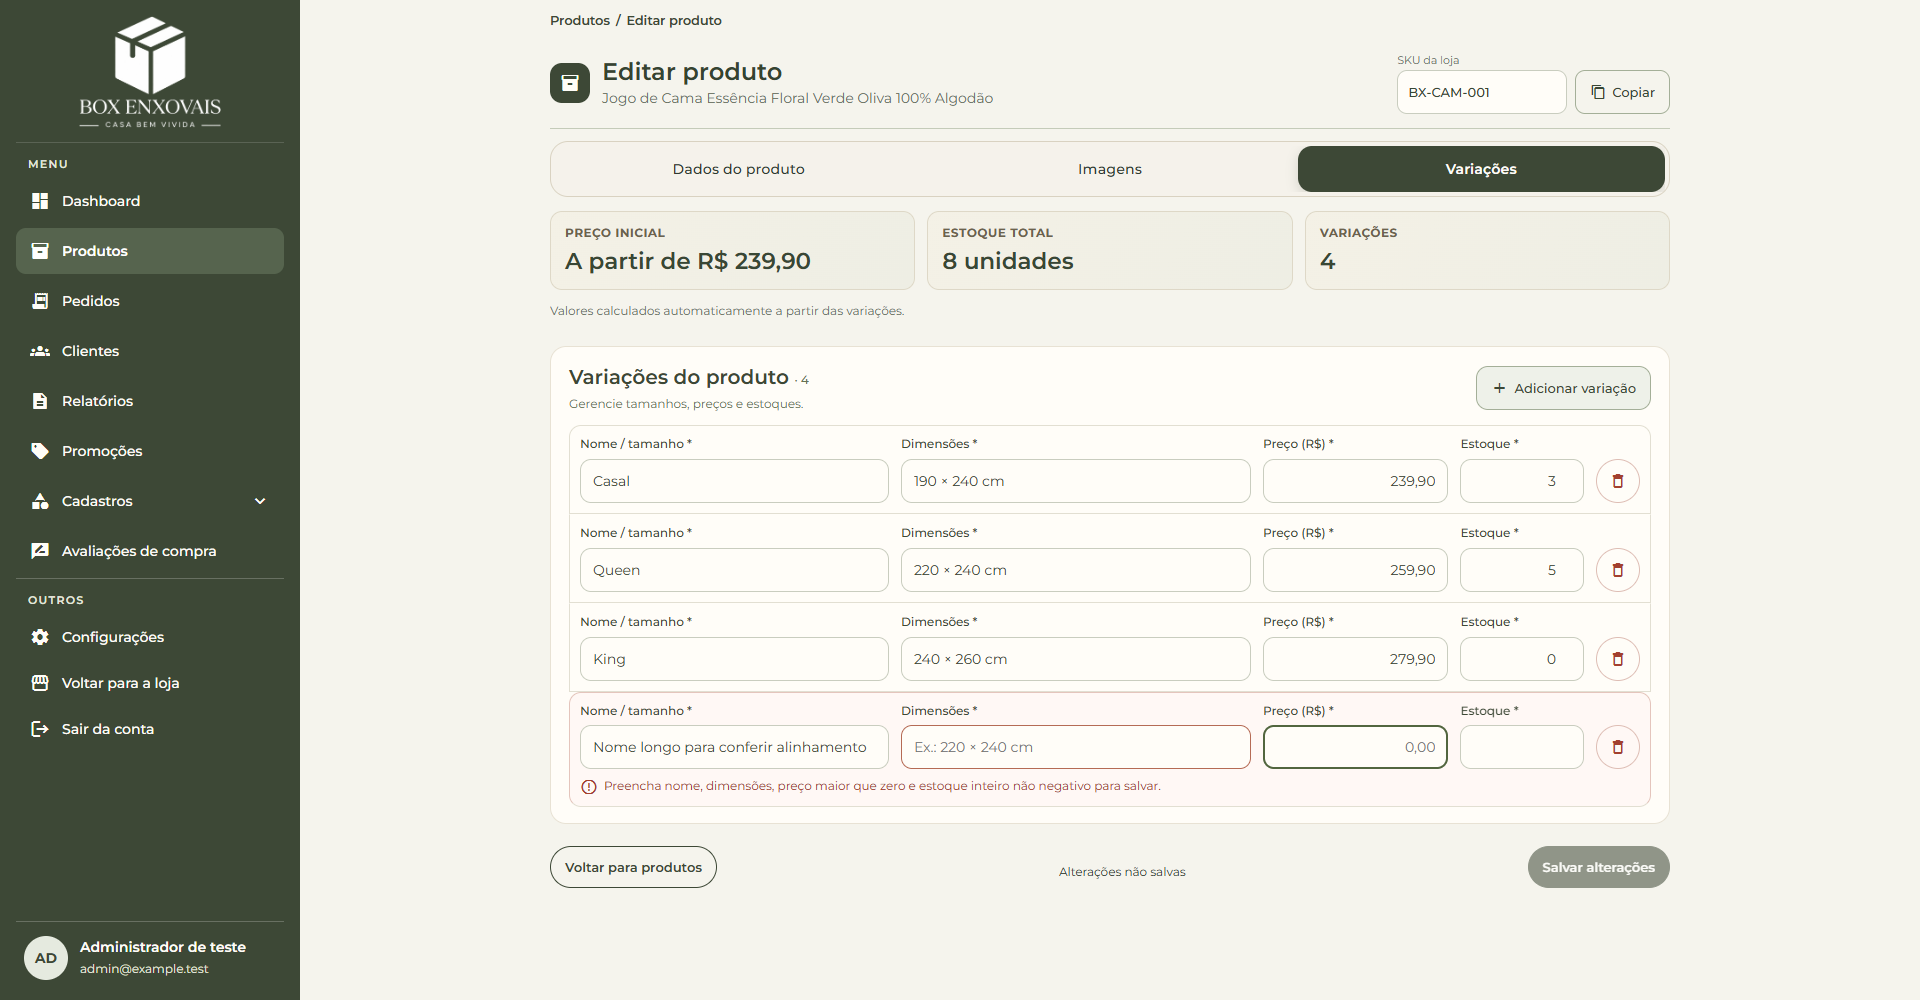 BOX ENXOVAIS
CASA BEM VIVIDA
MENU
Dashboard
Produtos
Pedidos
Clientes
Relatórios
Promoções
Cadastros
Avaliações de compra
OUTROS
Configurações
Voltar para a loja
Sair da conta
AD
Administrador de teste
admin@example.test
Produtos / Editar produto
Editar produto
Jogo de Cama Essência Floral Verde Oliva 100% Algodão
SKU da loja
BX-CAM-001
Copiar
Dados do produto
Imagens
Variações
PREÇO INICIAL
A partir de R$ 239,90
ESTOQUE TOTAL
8 unidades
VARIAÇÕES
4
Valores calculados automaticamente a partir das variações.
Variações do produto · 4
Gerencie tamanhos, preços e estoques.
+ Adicionar variação
Nome / tamanho * Dimensões * Preço (R$) * Estoque *
Casal 190 × 240 cm 239,90 3
Nome / tamanho * Dimensões * Preço (R$) * Estoque *
Queen 220 × 240 cm 259,90 5
Nome / tamanho * Dimensões * Preço (R$) * Estoque *
King 240 × 260 cm 279,90 0
Nome / tamanho * Dimensões * Preço (R$) * Estoque *
Nome longo para conferir alinhamento Ex.: 220 × 240 cm 0,00
Preencha nome, dimensões, preço maior que zero e estoque inteiro não negativo para salvar.
Voltar para produtos
Alterações não salvas
Salvar alterações